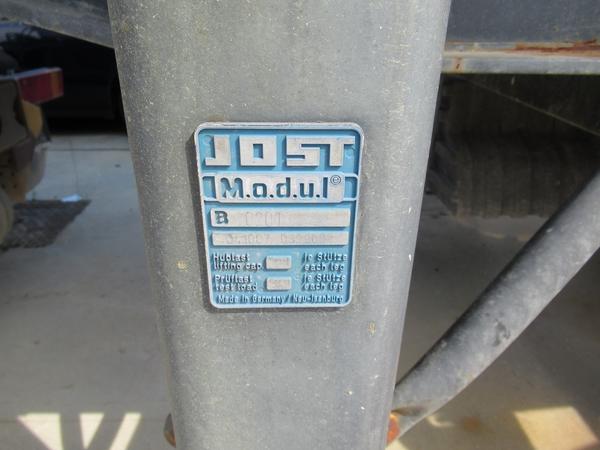 JOST
M.o.d.u.l ©
B 0201
Hublast je Stütze
lifting cap. each leg
Prüflast je Stütze
test load each leg
Made in Germany / Neu-Isenburg